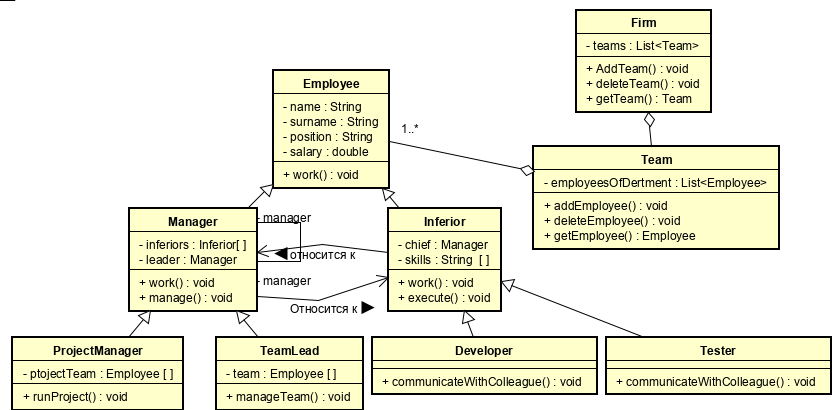 Firm
- teams : List<Team>
+ AddTeam() : void
+ deleteTeam() : void
+ getTeam() : Team
Employee
- name : String
- surname : String
- position : String
- salary : double
+ work() : void
1..*
Team
- employeesOfDertment : List<Employee>
+ addEmployee() : void
+ deleteEmployee() : void
+ getEmployee() : Employee
Manager
- inferiors : Inferior[ ]
- leader : Manager
+ work() : void
+ manage() : void
- manager
◀ относится к
- manager
Относится к ▶
Inferior
- chief : Manager
- skills : String [ ]
+ work() : void
+ execute() : void
ProjectManager
- ptojectTeam : Employee [ ]
+ runProject() : void
TeamLead
- team : Employee [ ]
+ manageTeam() : void
Developer
+ communicateWithColleague() : void
Tester
+ communicateWithColleague() : void